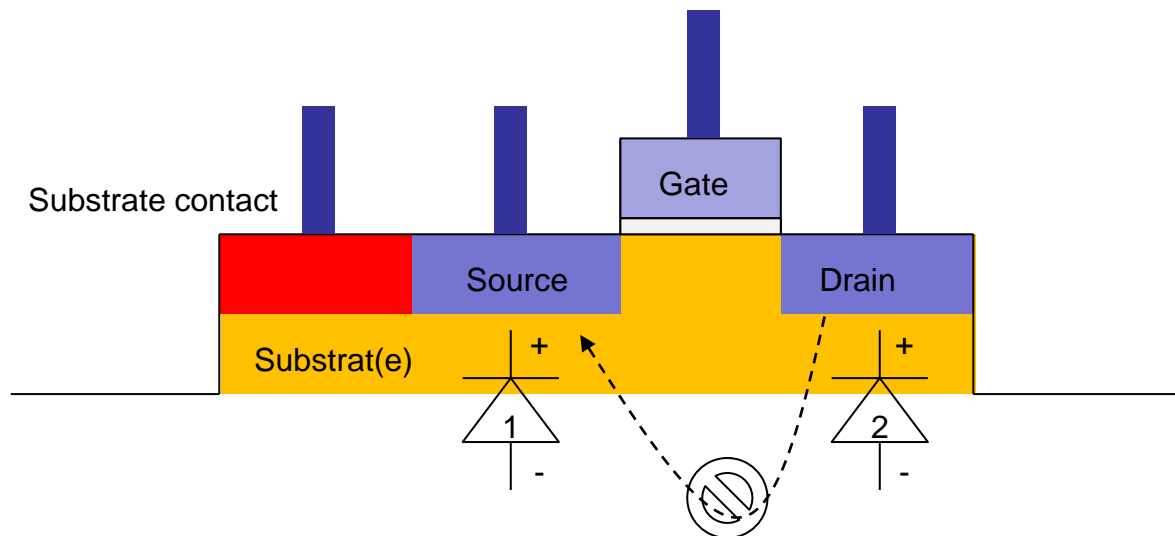 Gate
Substrate contact
Source
Drain
Substrat(e)
+
+
1
2
-
-